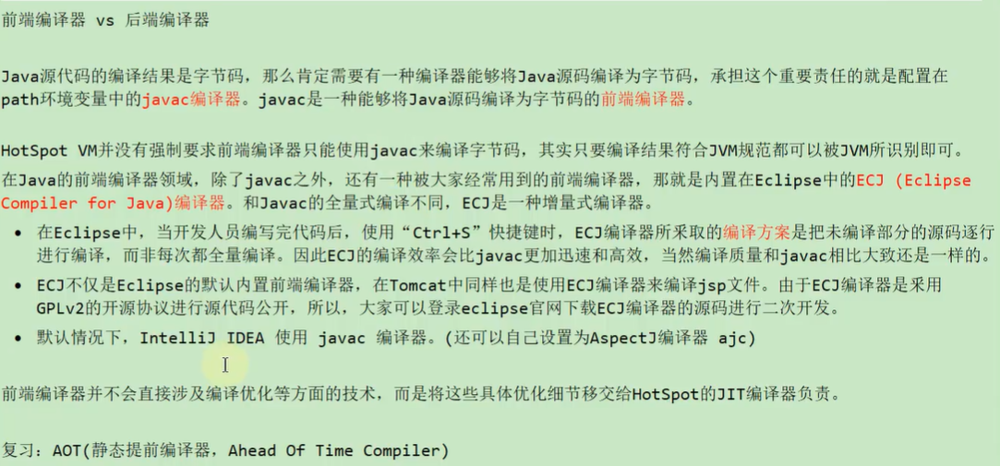 前端编译器 vs 后端编译器
Java源代码的编译结果是字节码，那么肯定需要有一种编译器能够将Java源码编译为字节码，承担这个重要责任的就是配置在
path环境变量中的javac编译器。javac是一种能够将Java源码编译为字节码的前端编译器。
HotSpot VM并没有强制要求前端编译器只能使用javac来编译字节码，其实只要编译结果符合JVM规范都可以被JVM所识别即可。
在Java的前端编译器领域，除了javac之外，还有一种被大家经常用到的前端编译器，那就是内置在Eclipse中的ECJ (Eclipse
Compiler for Java)编译器。和Javac的全量式编译不同，ECJ是一种增量式编译器。
• 在Eclipse中，当开发人员编写完代码后，使用“Ctrl+S”快捷键时，ECJ编译器所采取的编译方案是把未编译部分的源码逐行
进行编译，而非每次都全量编译。因此ECJ的编译效率会比javac更加迅速和高效，当然编译质量和javac相比大致还是一样的。
• ECJ不仅是Eclipse的默认内置前端编译器，在Tomcat中同样也是使用ECJ编译器来编译jsp文件。由于ECJ编译器是采用
GPLv2的开源协议进行源代码公开，所以，大家可以登录eclipse官网下载ECJ编译器的源码进行二次开发。
• 默认情况下，IntelliJ IDEA 使用 javac 编译器。(还可以自己设置为AspectJ编译器 ajc)
前端编译器并不会直接涉及编译优化等方面的技术，而是将这些具体优化细节移交给HotSpot的JIT编译器负责。
复习：AOT(静态提前编译器，Ahead Of Time Compiler)